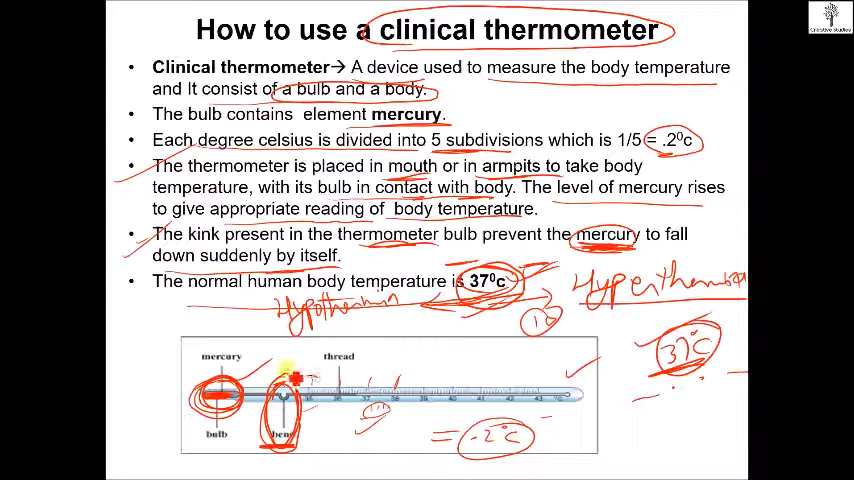 How to use a clinical thermometer
Creative Studies
• Clinical thermometer→ A device used to measure the body temperature
and It consist of a bulb and a body.
• The bulb contains element mercury.
• Each degree celsius is divided into 5 subdivisions which is 1/5 = .2⁰c
• The thermometer is placed in mouth or in armpits to take body
temperature, with its bulb in contact with body. The level of mercury rises
to give appropriate reading of body temperature.
• The kink present in the thermometer bulb prevent the mercury to fall
down suddenly by itself.
• The normal human body temperature is 37⁰c
37°C
mercury thread
35 36 37 38 39 40 41 42 43 °C
bulb bend
= .2°C